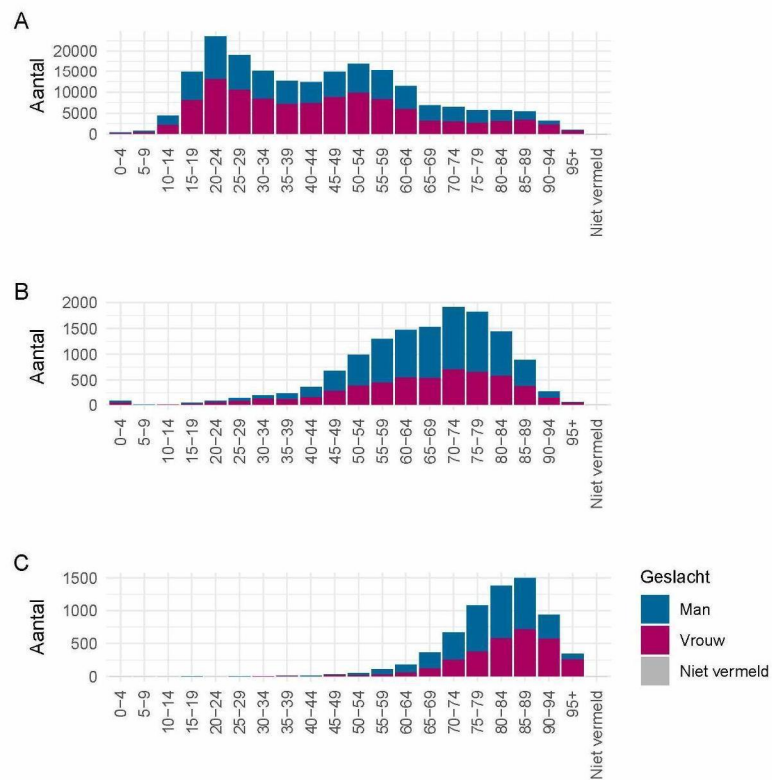 A
Aantal
20000
15000
10000
5000
0
0−4 5−9 10−14 15−19 20−24 25−29 30−34 35−39 40−44 45−49 50−54 55−59 60−64 65−69 70−74 75−79 80−84 85−89 90−94 95+ Niet vermeld
B
Aantal
2000
1500
1000
500
0
0−4 5−9 10−14 15−19 20−24 25−29 30−34 35−39 40−44 45−49 50−54 55−59 60−64 65−69 70−74 75−79 80−84 85−89 90−94 95+ Niet vermeld
C
Aantal
1500
1000
500
0
0−4 5−9 10−14 15−19 20−24 25−29 30−34 35−39 40−44 45−49 50−54 55−59 60−64 65−69 70−74 75−79 80−84 85−89 90−94 95+ Niet vermeld
Geslacht
Man
Vrouw
Niet vermeld